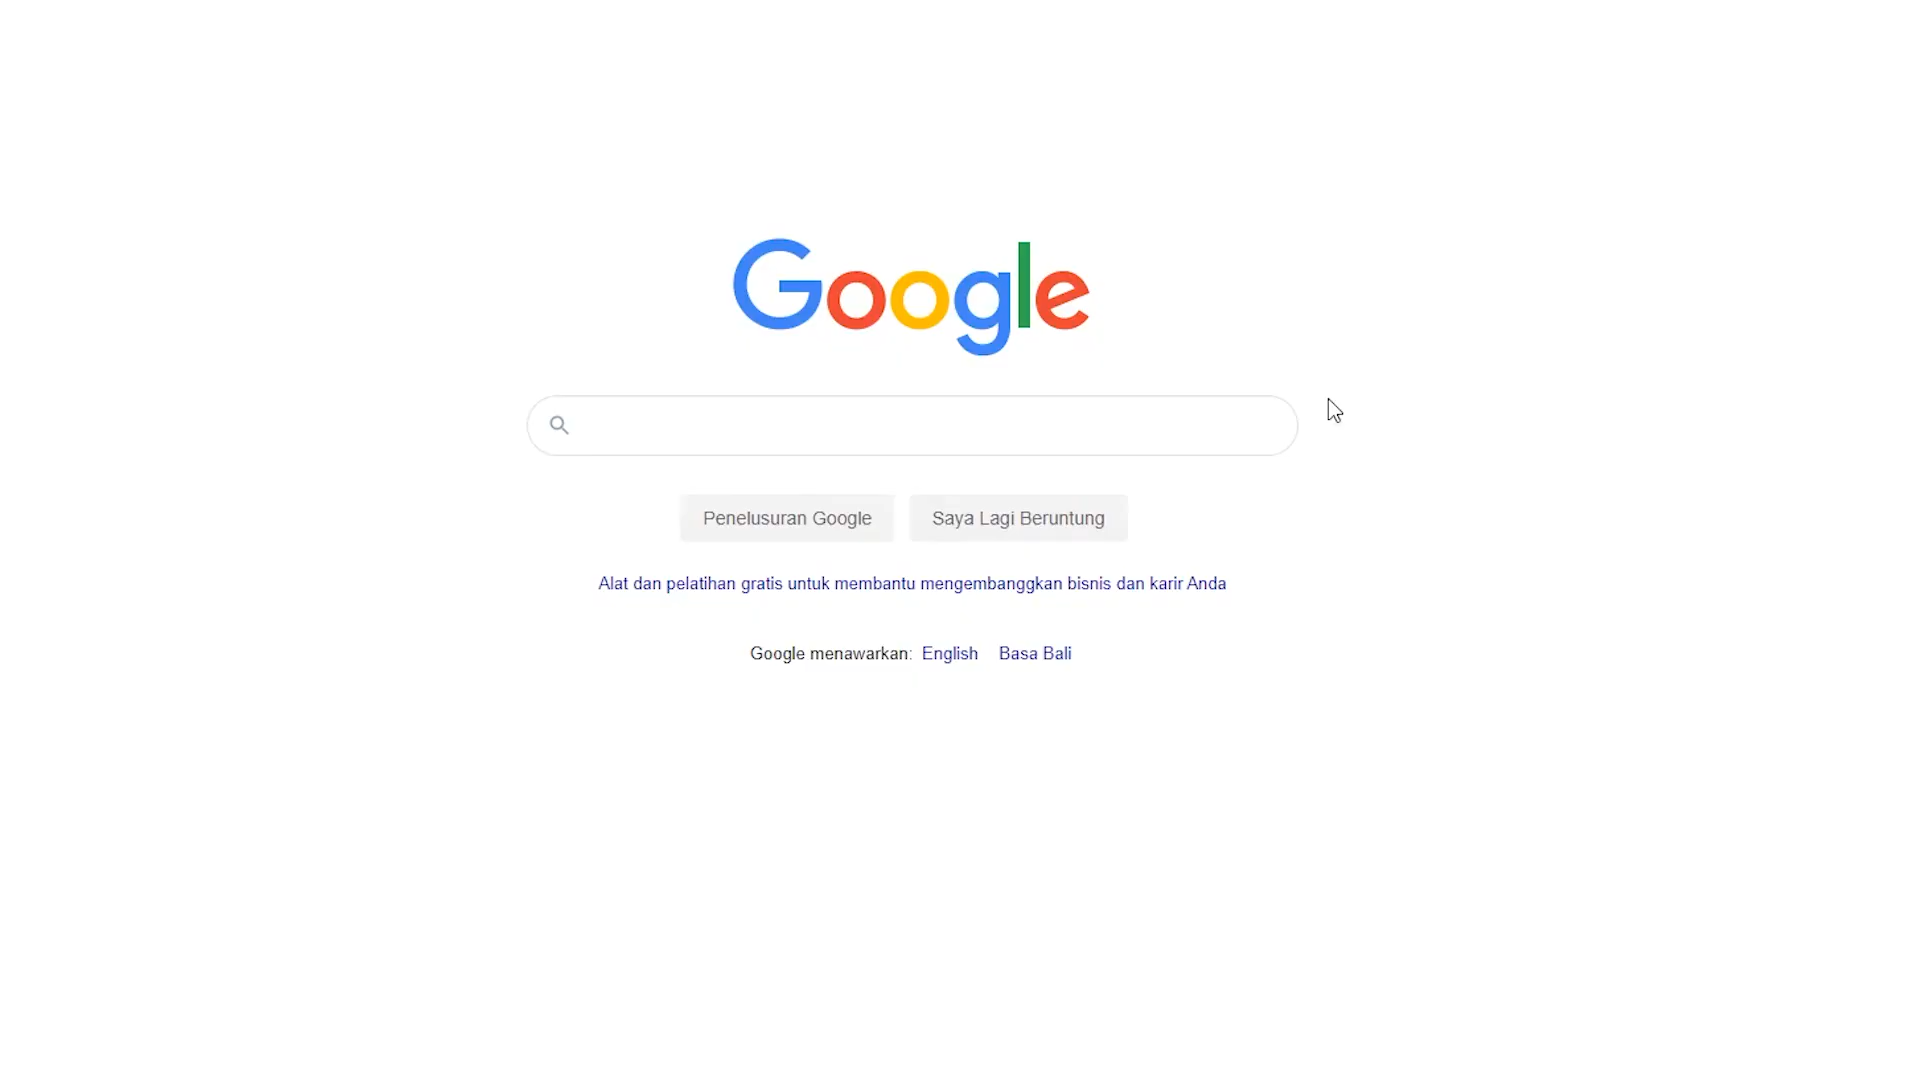 Google
Penelusuran Google Saya Lagi Beruntung
Alat dan pelatihan gratis untuk membantu mengembanggkan bisnis dan karir Anda
Google menawarkan: English Basa Bali